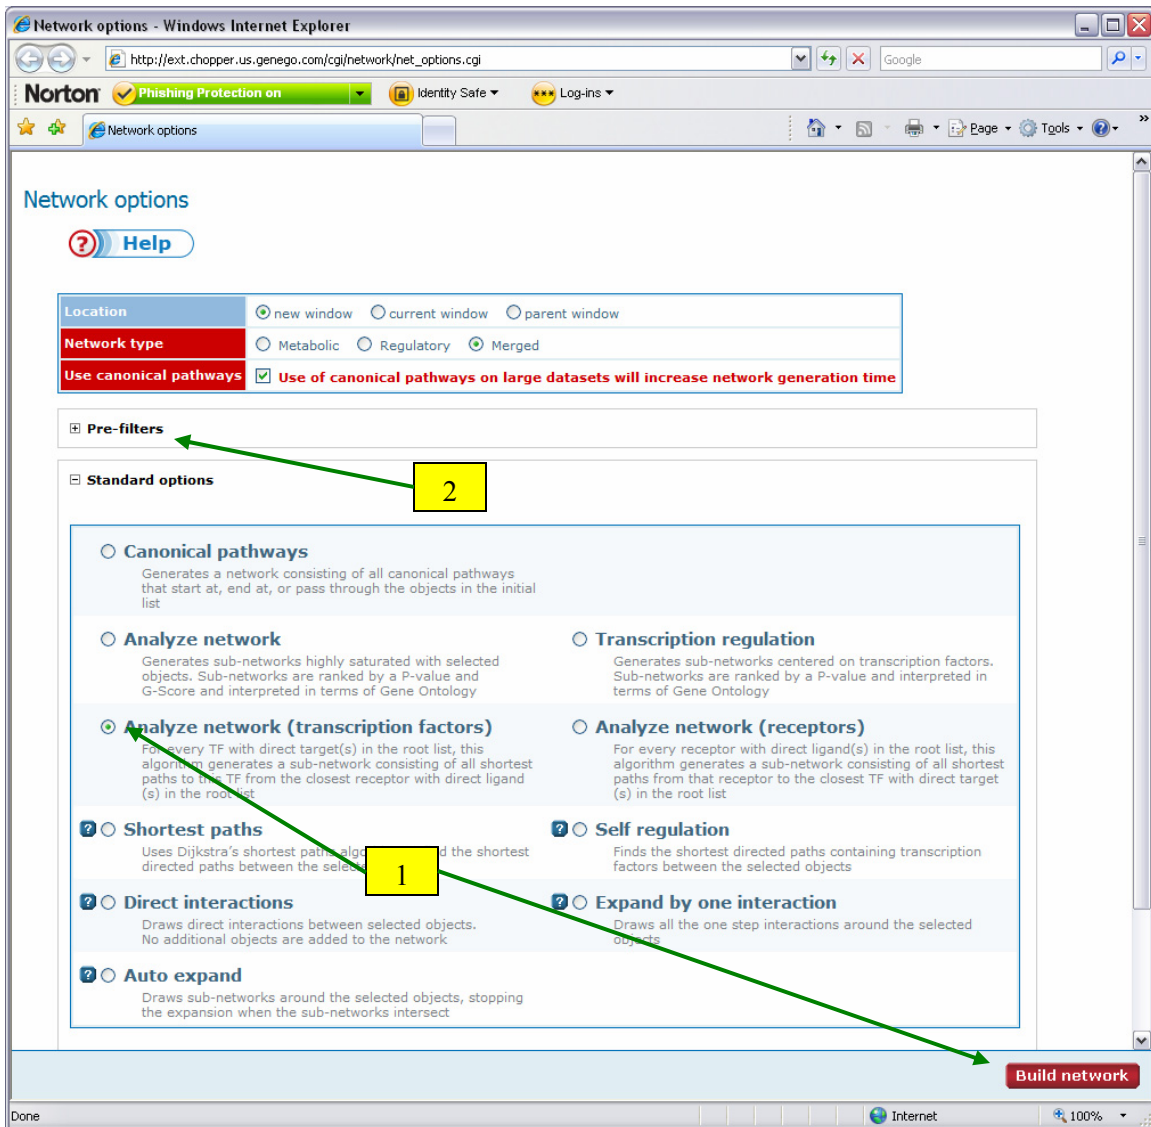 Network options - Windows Internet Explorer
http://ext.chopper.us.genego.com/cgi/network/net_options.cgi
Google
Norton Phishing Protection on Identity Safe Log-ins
Network options
Page Tools
Network options
Help
Location new window current window parent window
Network type Metabolic Regulatory Merged
Use canonical pathways Use of canonical pathways on large datasets will increase network generation time
Pre-filters
2
Standard options
Canonical pathways
Generates a network consisting of all canonical pathways
that start at, end at, or pass through the objects in the initial
list
Analyze network
Generates sub-networks highly saturated with selected
objects. Sub-networks are ranked by a P-value and
G-Score and interpreted in terms of Gene Ontology
Transcription regulation
Generates sub-networks centered on transcription factors.
Sub-networks are ranked by a P-value and interpreted in
terms of Gene Ontology
Analyze network (transcription factors)
For every TF with direct target(s) in the root list, this
algorithm generates a sub-network consisting of all shortest
paths to this TF from the closest receptor with direct ligand
(s) in the root list
Analyze network (receptors)
For every receptor with direct ligand(s) in the root list, this
algorithm generates a sub-network consisting of all shortest
paths from that receptor to the closest TF with direct target
(s) in the root list
Shortest paths
Uses Dijkstra's shortest paths the shortest
directed paths between the
1
Self regulation
Finds the shortest directed paths containing transcription
factors between the selected objects
Direct interactions
Draws direct interactions between selected objects.
No additional objects are added to the network
Expand by one interaction
Draws all the one step interactions around the selected
objects
Auto expand
Draws sub-networks around the selected objects, stopping
the expansion when the sub-networks intersect
Build network
Done Internet 100%